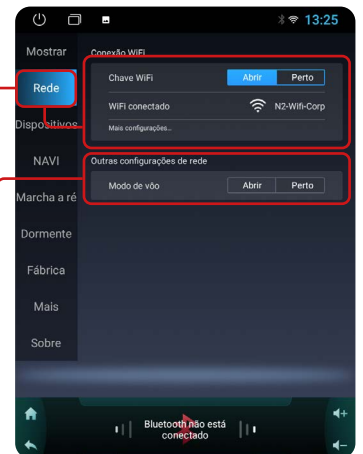 13:25
Mostrar
Conexão WiFi
Chave WiFi Abrir Perto
Rede
WiFi conectado N2-Wifi-Corp
Mais configurações...
Dispositivos
NAVI
Outras configurações de rede
Modo de vôo Abrir Perto
Marcha a ré
Dormente
Fábrica
Mais
Sobre
Bluetooth não está
conectado